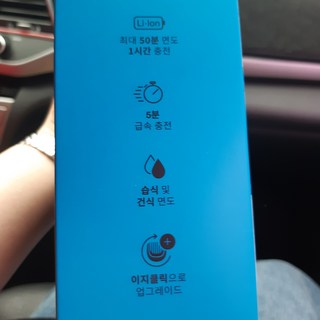 Li-Ion
최대 50분 면도
1시간 충전
5분
급속 충전
습식 및
건식 면도
이지클릭으로
업그레이드